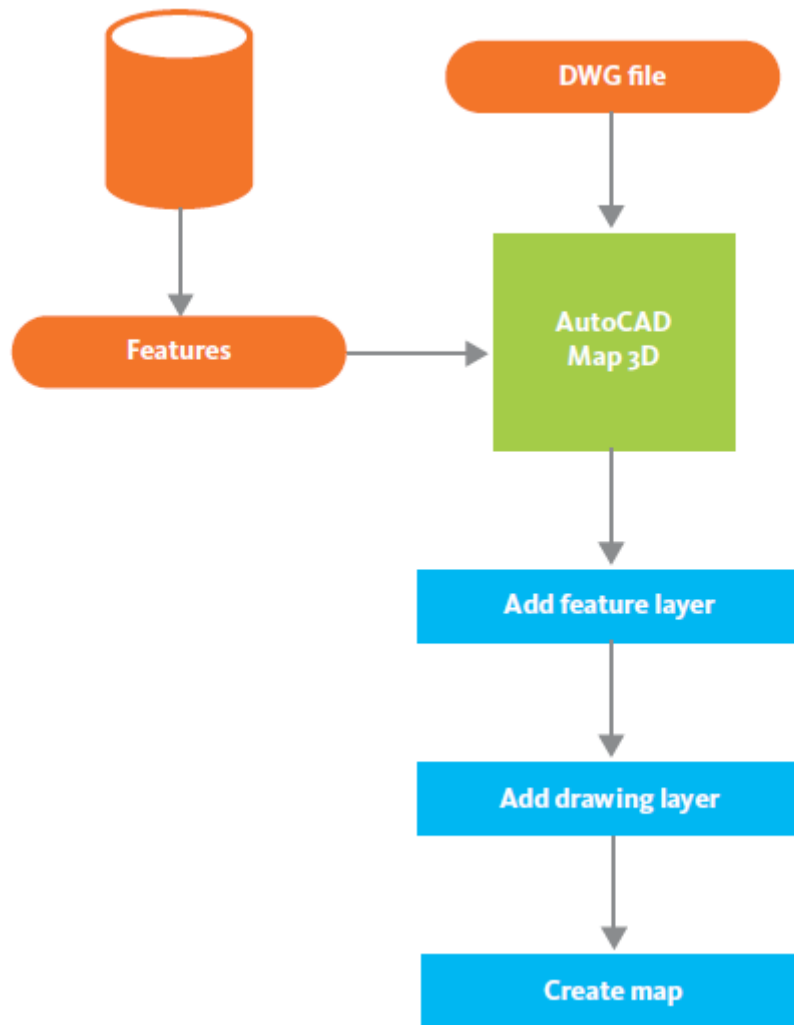 DWG file
Features
AutoCAD
Map 3D
Add feature layer
Add drawing layer
Create map